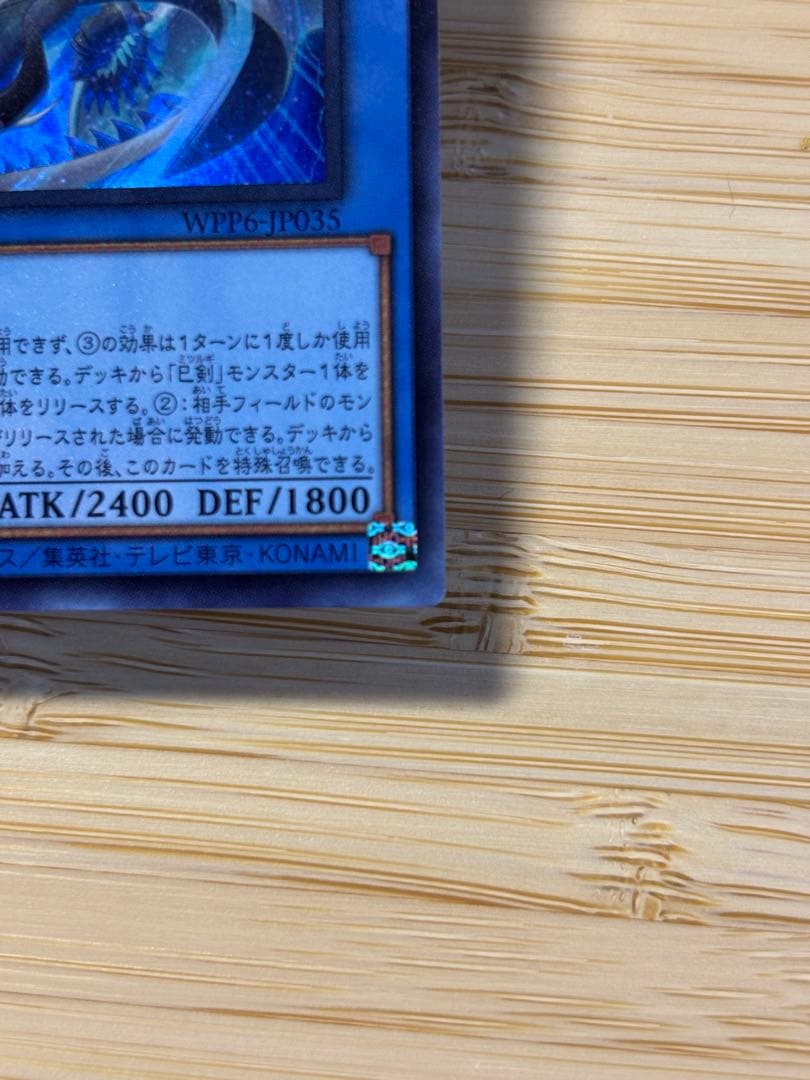 WPP6-JP035
用できず、③の効果は1ターンに1度しか使用
動できる。デッキから「巳剣」モンスター1体を
体をリリースする。②：相手フィールドのモン
リリースされた場合に発動できる。デッキから
加える。その後、このカードを特殊召喚できる。
ATK/2400 DEF/1800
ス／集英社・テレビ東京・KONAMI